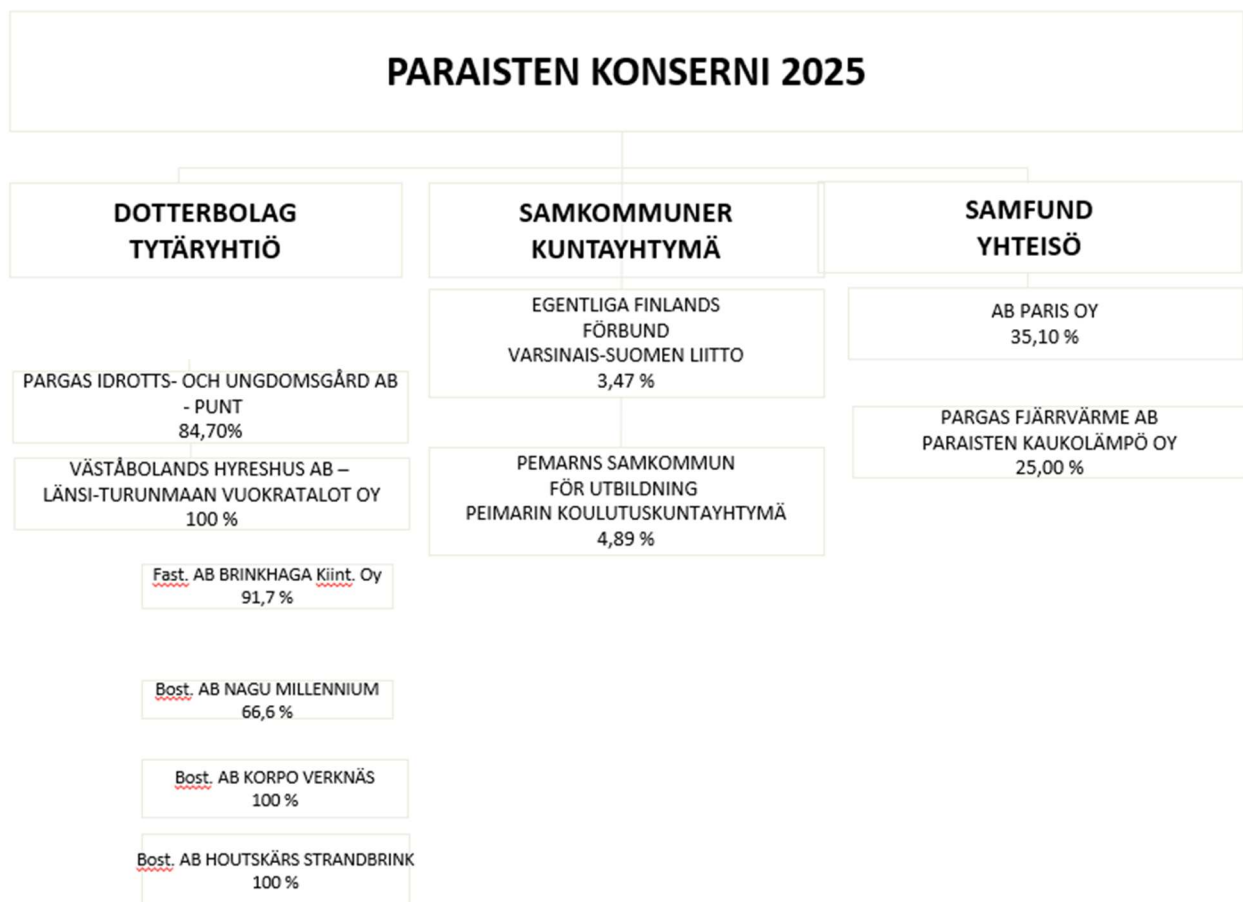 PARAISTEN KONSERNI 2025
DOTTERBOLAG
TYTÄRYHTIÖ
PARGAS IDROTTS- OCH UNGDOMSGÅRD AB
- PUNT
84,70%
VÄSTÅBOLANDS HYRESHUS AB –
LÄNSI-TURUNMAAN VUOKRATALOT OY
100 %
Fast. AB BRINKHAGA Kiint. Oy
91,7 %
Bost. AB NAGU MILLENNIUM
66,6 %
Bost. AB KORPO VERKNÄS
100 %
Bost. AB HOUTSKÄRS STRANDBRINK
100 %
SAMKOMMUNER
KUNTAYHTYMÄ
EGENTLIGA FINLANDS
FÖRBUND
VARSINAIS-SUOMEN LIITTO
3,47 %
PEMARNS SAMKOMMUN
FÖR UTBILDNING
PEIMARIN KOULUTUSKUNTAYHTYMÄ
4,89 %
SAMFUND
YHTEISÖ
AB PARIS OY
35,10 %
PARGAS FJÄRRVÄRME AB
PARAISTEN KAUKOLÄMPÖ OY
25,00 %